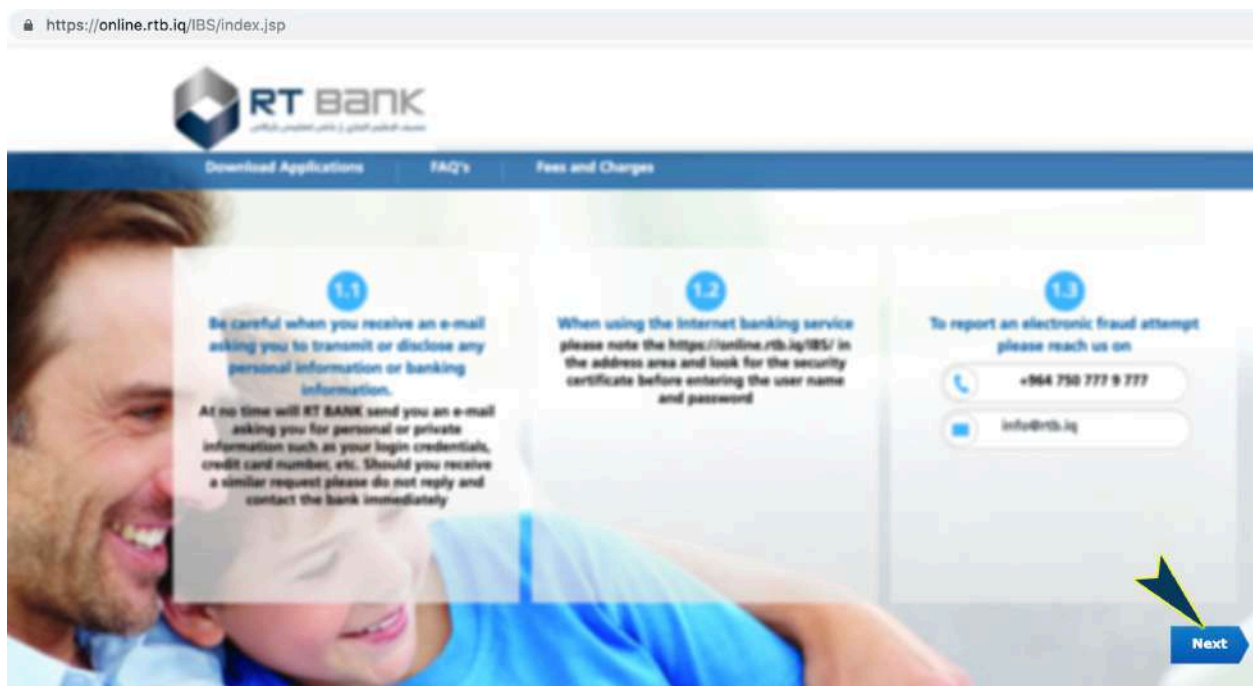 https://online.rtb.iq/IBS/index.jsp
RT BANK
Download Applications
FAQ's
Fees and Charges
1.1
Be careful when you receive an e-mail
asking you to transmit or disclose any
personal information or banking
information.
At no time will RT BANK send you an e-mail
asking you for personal or private
information such as your login credentials,
credit card number, etc. Should you receive
a similar request please do not reply and
contact the bank immediately
1.2
When using the Internet banking service
please note the https://online.rtb.iq/IBS/ in
the address area and look for the security
certificate before entering the user name
and password
1.3
To report an electronic fraud attempt
please reach us on
+964 750 777 9 777
info@rtb.iq
Next